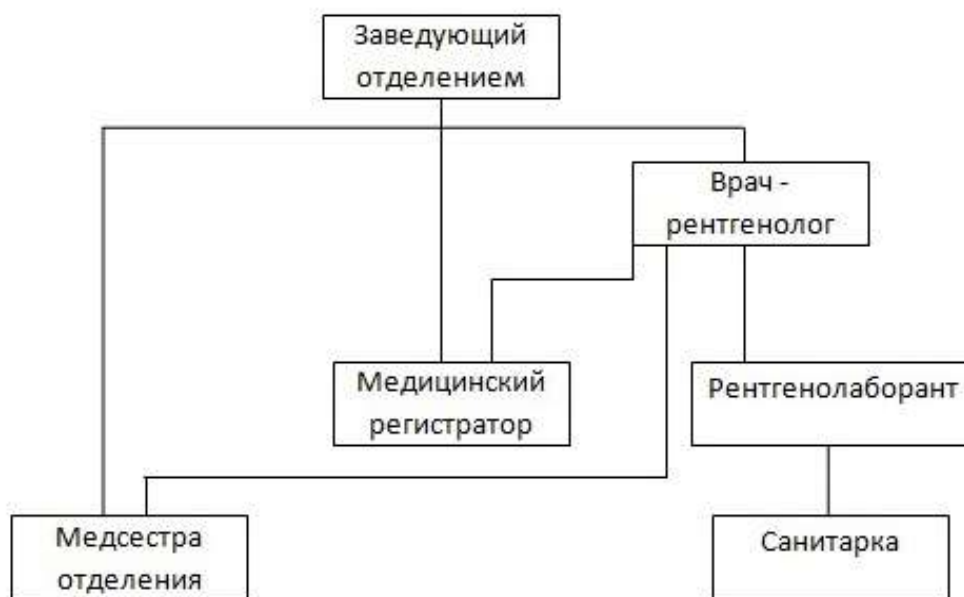 Заведующий
отделением
Врач -
рентгенолог
Медицинский
регистратор
Рентгенолаборант
Медсестра
отделения
Санитарка